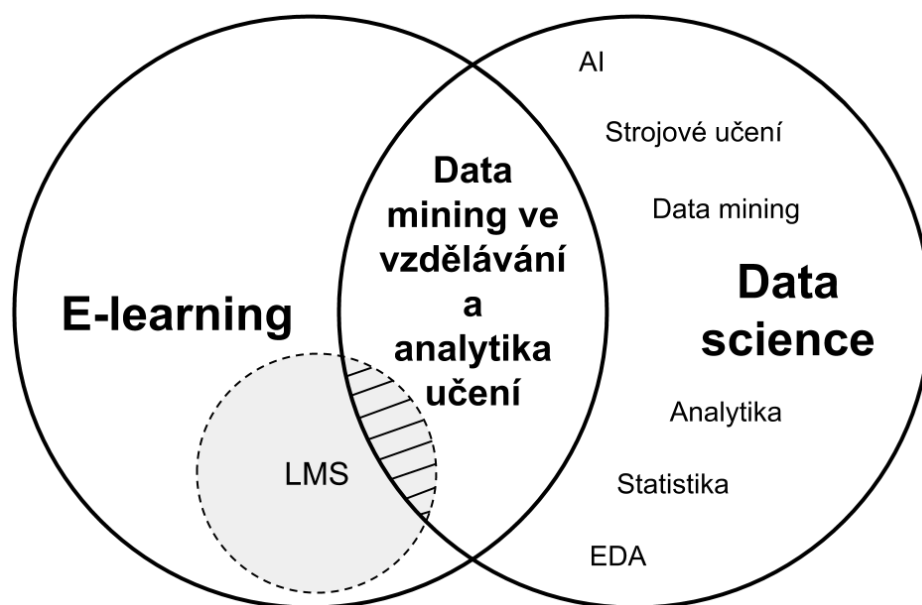 E-learning
LMS
Data
mining ve
vzdělávání
a
analytika
učení
AI
Strojové učení
Data mining
Data
science
Analytika
Statistika
EDA